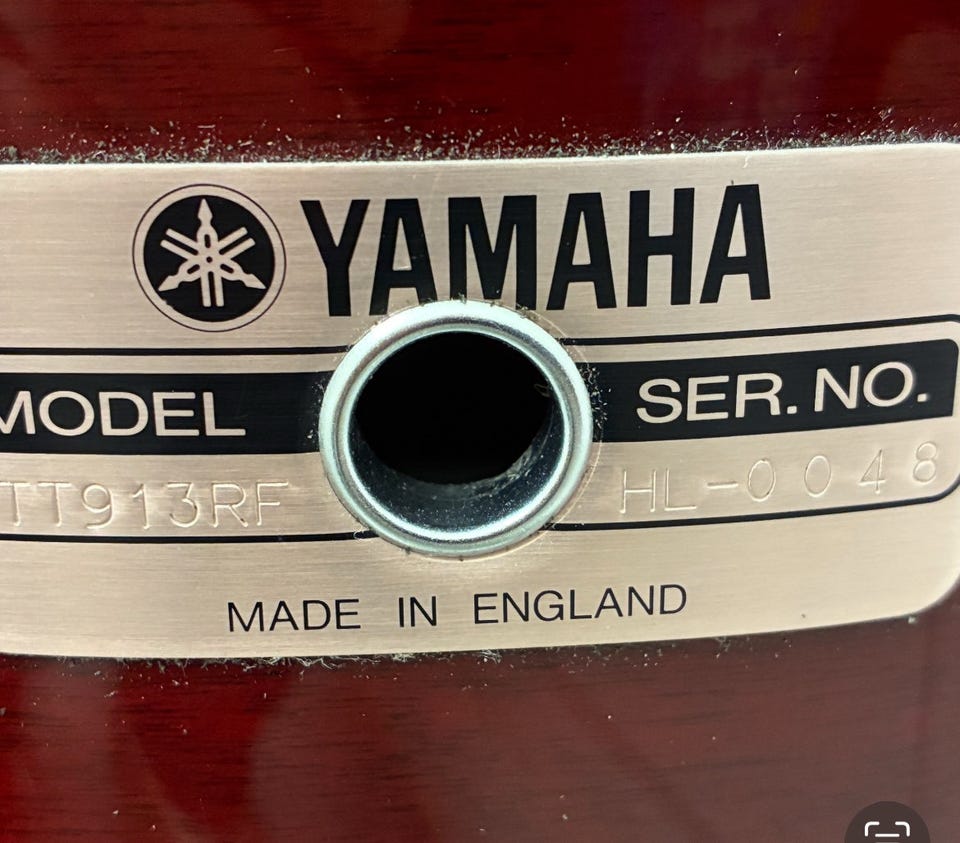 YAMAHA
MODEL SER. NO.
TT913RF HL-0048
MADE IN ENGLAND